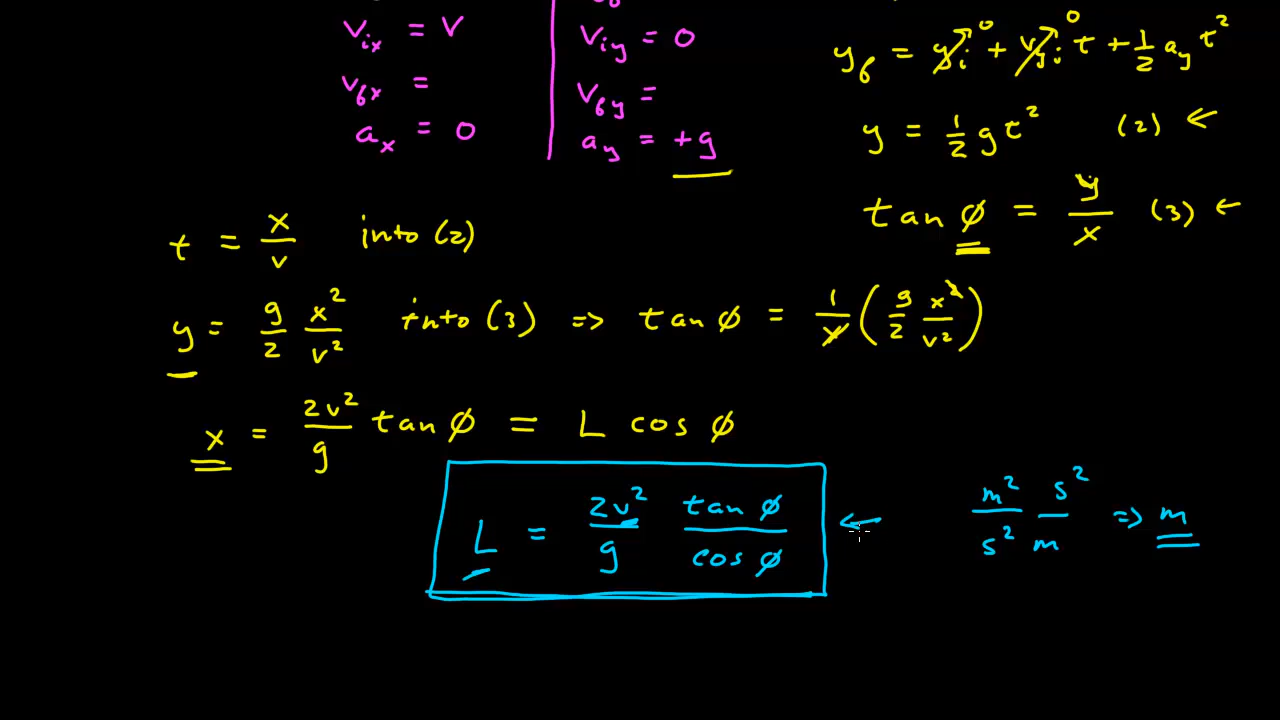 v_ix = v
v_fx =
a_x = 0
v_iy = 0
v_fy =
a_y = +g
y_f = y_i⁰ + v_yi⁰ t + 1/2 a_y t²
y = 1/2 g t² (2) ←
tan ϕ = y/x (3) ←
t = x/v into (2)
y = g/2 x²/v² into (3) => tan ϕ = 1/x (g/2 x²/v²)
x = 2v²/g tan ϕ = L cos ϕ
L = 2v²/g tan ϕ/cos ϕ ←
m²/s² s²/m => m